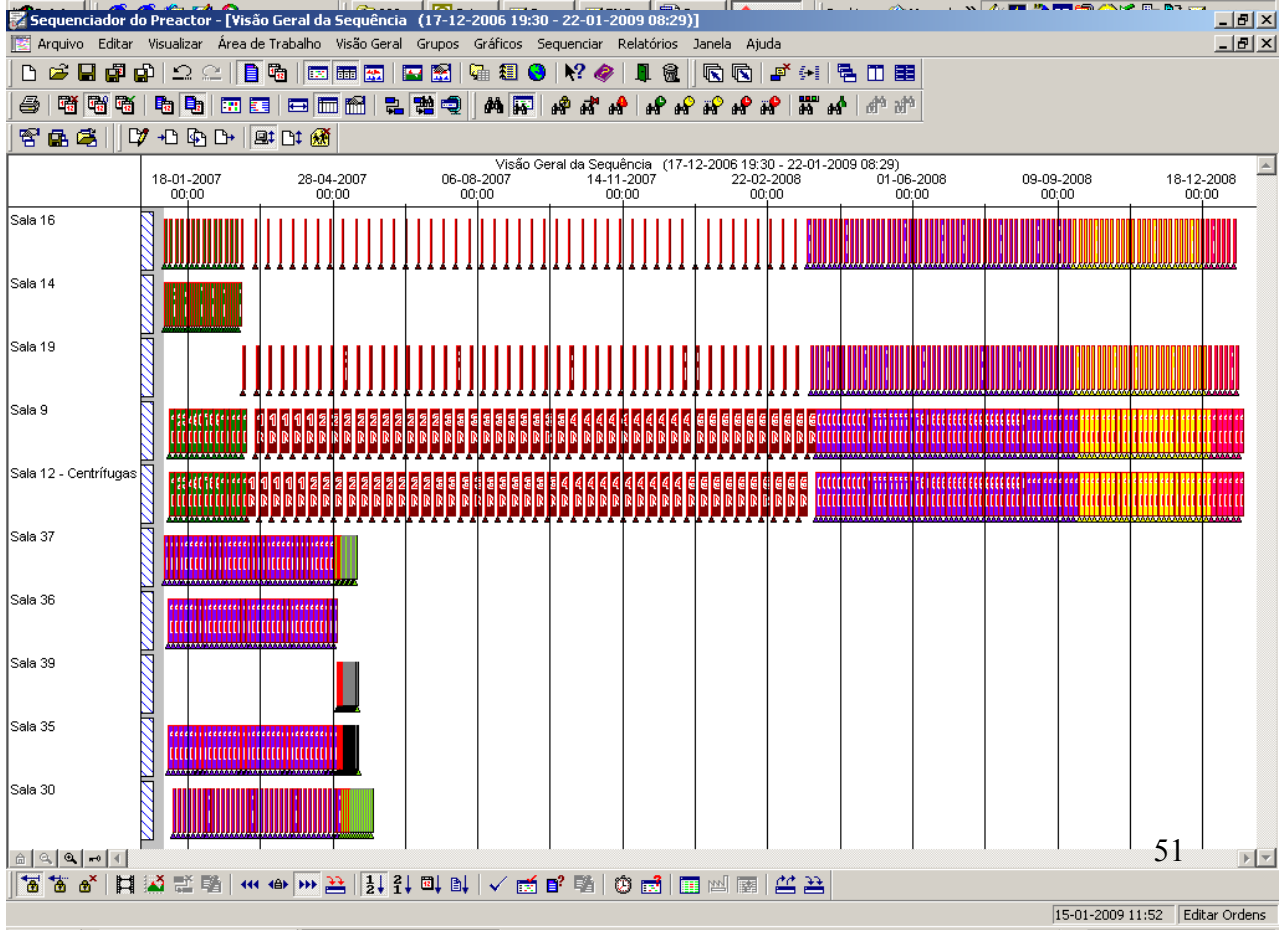 Sequenciador do Preactor - [Visão Geral da Sequência (17-12-2006 19:30 - 22-01-2009 08:29)]
Arquivo Editar Visualizar Área de Trabalho Visão Geral Grupos Gráficos Sequenciar Relatórios Janela Ajuda
Visão Geral da Sequência (17-12-2006 19:30 - 22-01-2009 08:29)
18-01-2007 28-04-2007 06-08-2007 14-11-2007 22-02-2008 01-06-2008 09-09-2008 18-12-2008
00:00 00:00 00:00 00:00 00:00 00:00 00:00 00:00
Sala 16
Sala 14
Sala 19
Sala 9
Sala 12 - Centrífugas
Sala 37
Sala 36
Sala 39
Sala 35
Sala 30
51
15-01-2009 11:52 Editar Ordens